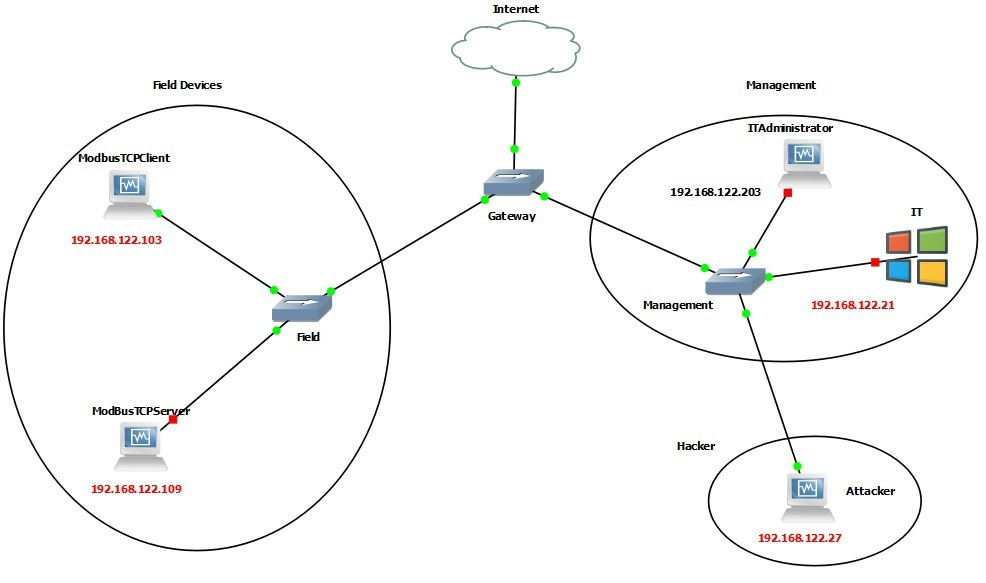 Internet
Field Devices
Management
ModbusTCPClient
ITAdministrator
192.168.122.103
192.168.122.203
Gateway
IT
Management
192.168.122.21
Field
ModBusTCPServer
192.168.122.109
Hacker
Attacker
192.168.122.27